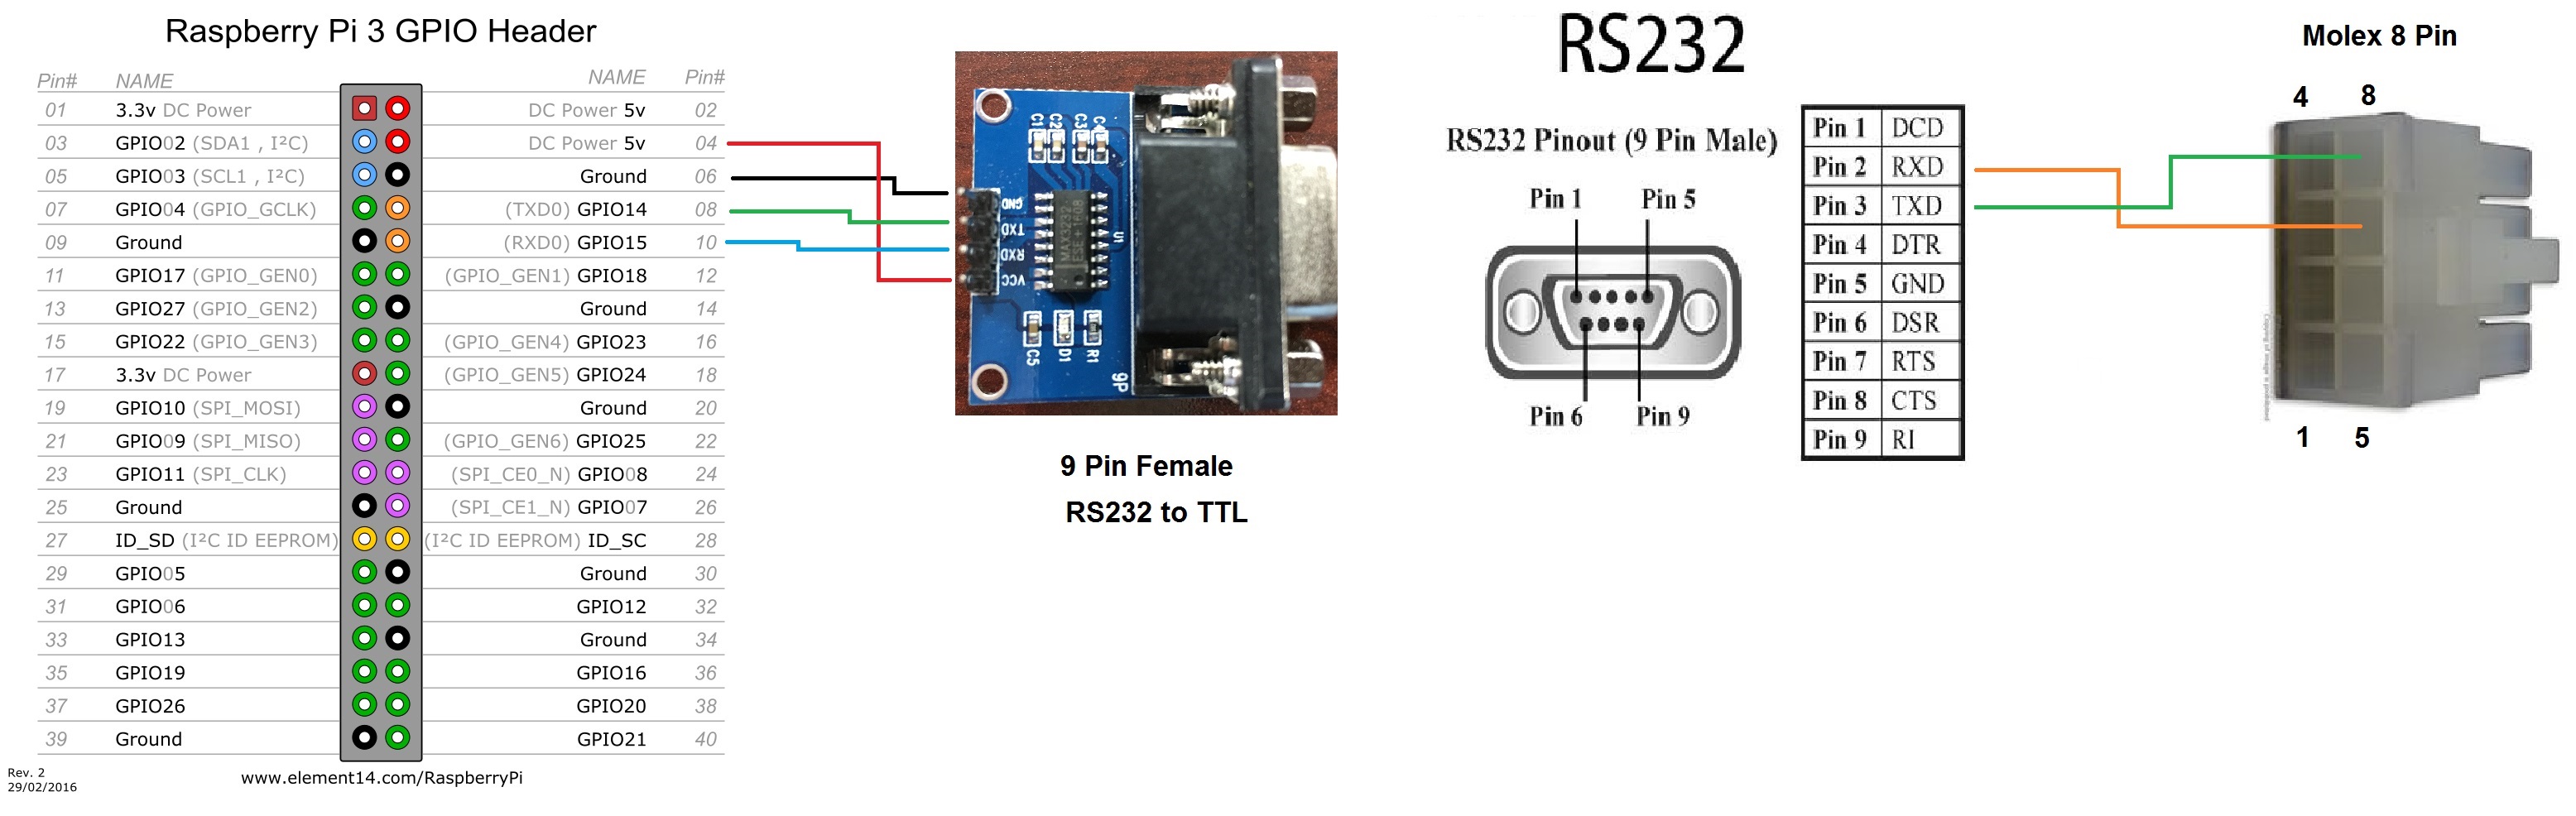 Raspberry Pi 3 GPIO Header
Pin# NAME NAME Pin#
01 3.3v DC Power DC Power 5v 02
03 GPIO02 (SDA1 , I²C) DC Power 5v 04
05 GPIO03 (SCL1 , I²C) Ground 06
07 GPIO04 (GPIO_GCLK) (TXD0) GPIO14 08
09 Ground (RXD0) GPIO15 10
11 GPIO17 (GPIO_GEN0) (GPIO_GEN1) GPIO18 12
13 GPIO27 (GPIO_GEN2) Ground 14
15 GPIO22 (GPIO_GEN3) (GPIO_GEN4) GPIO23 16
17 3.3v DC Power (GPIO_GEN5) GPIO24 18
19 GPIO10 (SPI_MOSI) Ground 20
21 GPIO09 (SPI_MISO) (GPIO_GEN6) GPIO25 22
23 GPIO11 (SPI_CLK) (SPI_CE0_N) GPIO08 24
25 Ground (SPI_CE1_N) GPIO07 26
27 ID_SD (I²C ID EEPROM) (I²C ID EEPROM) ID_SC 28
29 GPIO05 Ground 30
31 GPIO06 GPIO12 32
33 GPIO13 Ground 34
35 GPIO19 GPIO16 36
37 GPIO26 GPIO20 38
39 Ground GPIO21 40
Rev. 2
29/02/2016
www.element14.com/RaspberryPi
C1 C2 C3 C4
GND
TXD
RXD
VCC
MAX3232
U1
C5 D1 R1
9P
9 Pin Female
RS232 to TTL
RS232
RS232 Pinout (9 Pin Male)
Pin 1 Pin 5
Pin 6 Pin 9
Pin 1 DCD
Pin 2 RXD
Pin 3 TXD
Pin 4 DTR
Pin 5 GND
Pin 6 DSR
Pin 7 RTS
Pin 8 CTS
Pin 9 RI
Molex 8 Pin
4 8
1 5